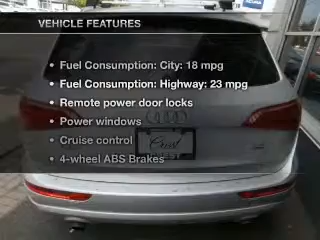 VEHICLE FEATURES
• Fuel Consumption: City: 18 mpg
• Fuel Consumption: Highway: 23 mpg
• Remote power door locks
• Power windows
• Cruise control
• 4-wheel ABS Brakes
Crest